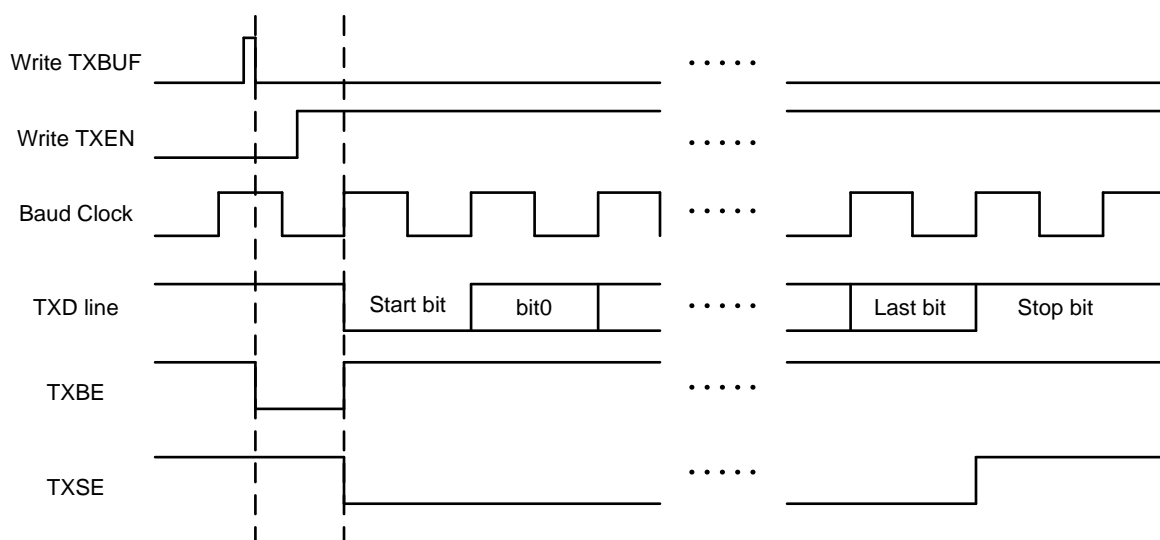 Write TXBUF
Write TXEN
Baud Clock
TXD line
Start bit
bit0
Last bit
Stop bit
TXBE
TXSE